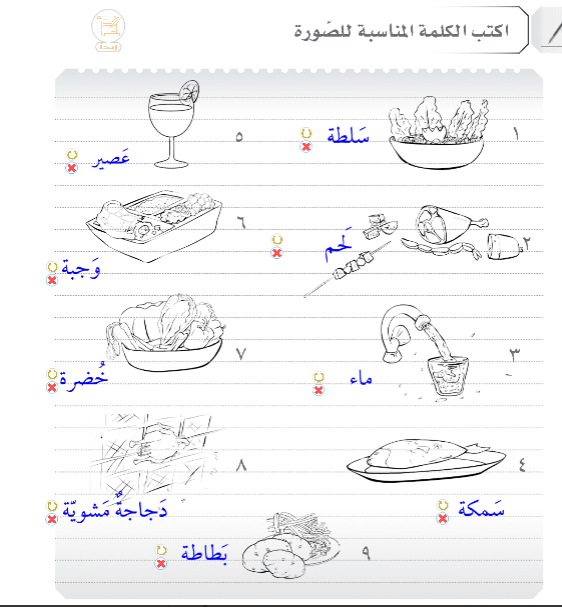 اكتب الكلمة المناسبة للصّورة
١ سَلطة
٢ لَحم
٣ ماء
٤ سَمكة
٥ عَصير
٦ وَجبة
٧ خُضرة
٨ دَجاجةٌ مَشويّة
٩ بَطاطة